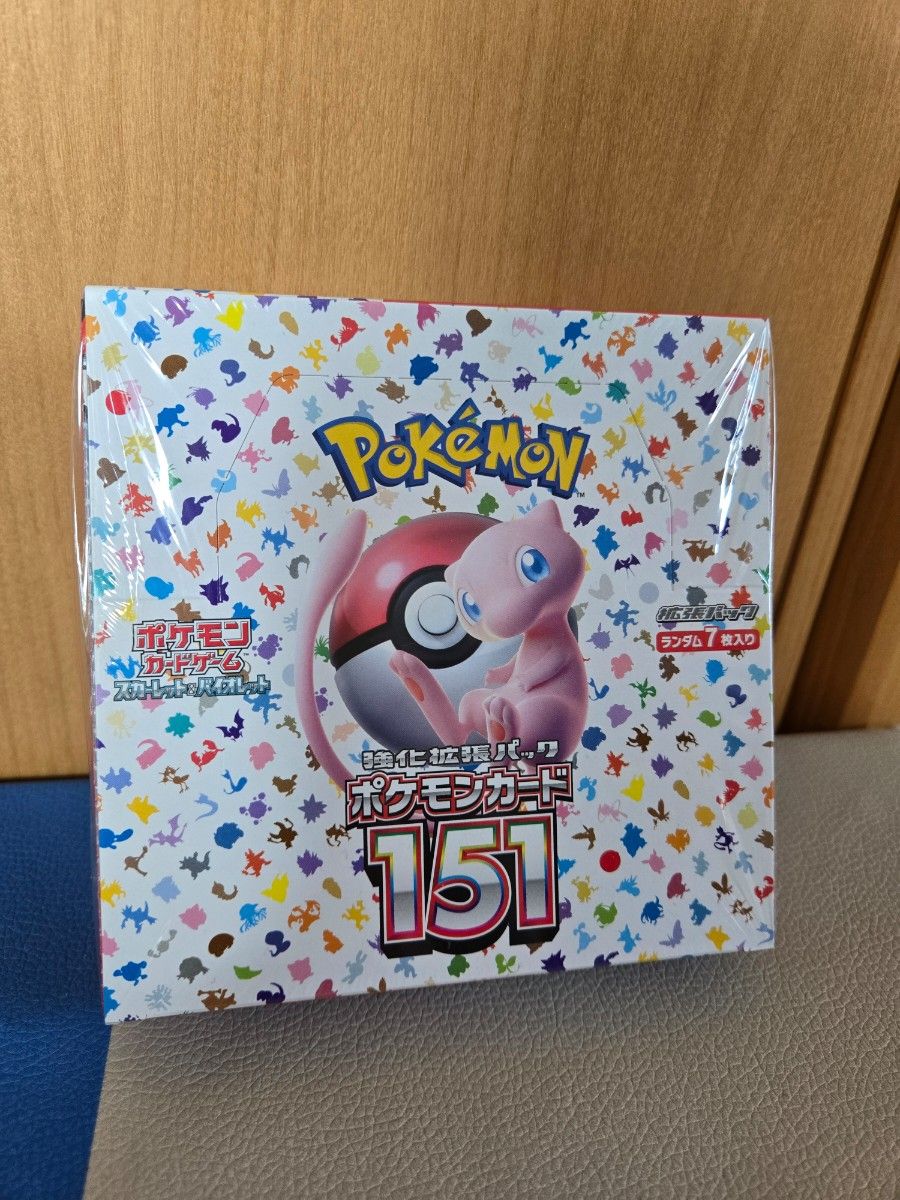 POKéMON
TM
ポケモン
カードゲーム
スカーレット&バイオレット
拡張パック
ランダム7枚入り
強化拡張パック
ポケモンカード
151